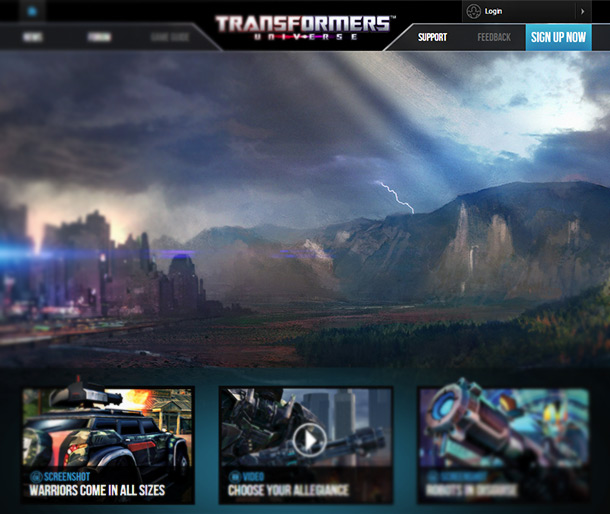 Login
TRANSFORMERS™
UNIVERSE
NEWS
FORUM
GAME GUIDE
SUPPORT
FEEDBACK
SIGN UP NOW
SCREENSHOT
WARRIORS COME IN ALL SIZES
VIDEO
CHOOSE YOUR ALLEGIANCE
SCREENSHOT
ROBOTS IN DISGUISE